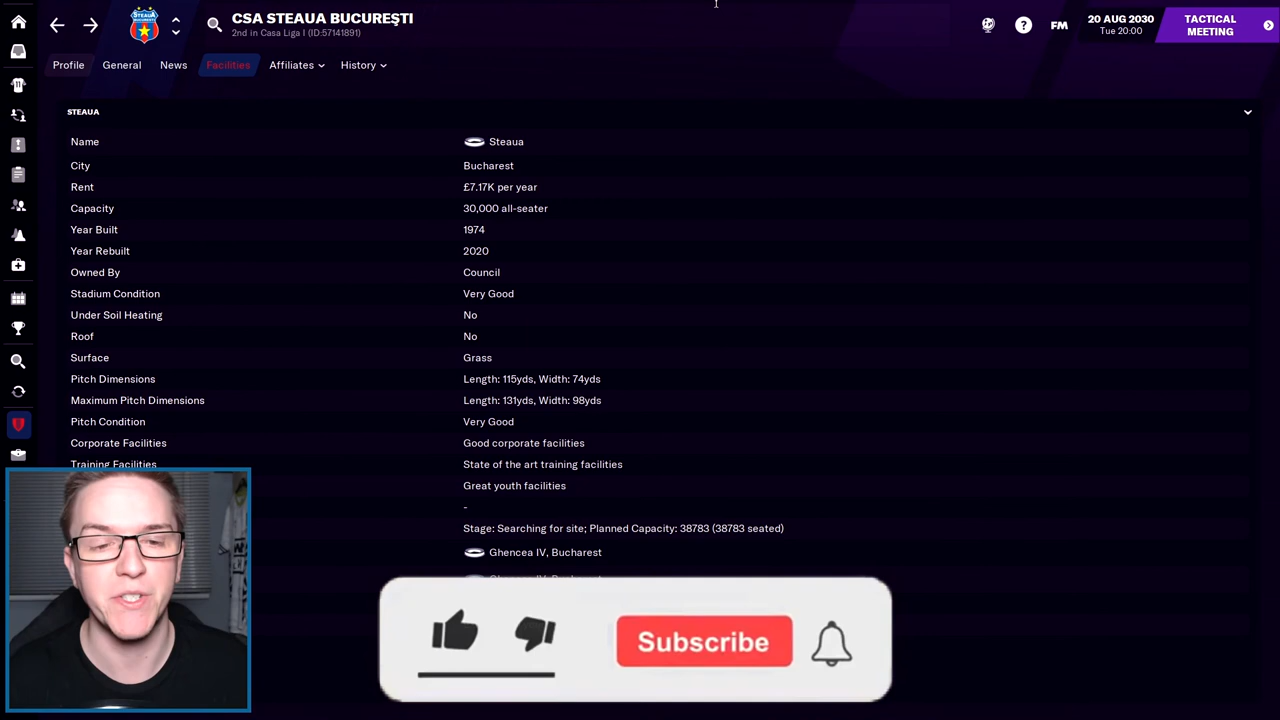 CSA STEAUA BUCUREŞTI
2nd in Casa Liga I (ID:57141891)
20 AUG 2030
Tue 20:00
FM
TACTICAL
MEETING
Profile
General
News
Facilities
Affiliates
History
STEAUA
Name Steaua
City Bucharest
Rent £7.17K per year
Capacity 30,000 all-seater
Year Built 1974
Year Rebuilt 2020
Owned By Council
Stadium Condition Very Good
Under Soil Heating No
Roof No
Surface Grass
Pitch Dimensions Length: 115yds, Width: 74yds
Maximum Pitch Dimensions Length: 131yds, Width: 98yds
Pitch Condition Very Good
Corporate Facilities Good corporate facilities
Training Facilities State of the art training facilities
Great youth facilities
-
Stage: Searching for site; Planned Capacity: 38783 (38783 seated)
Ghencea IV, Bucharest
Subscribe